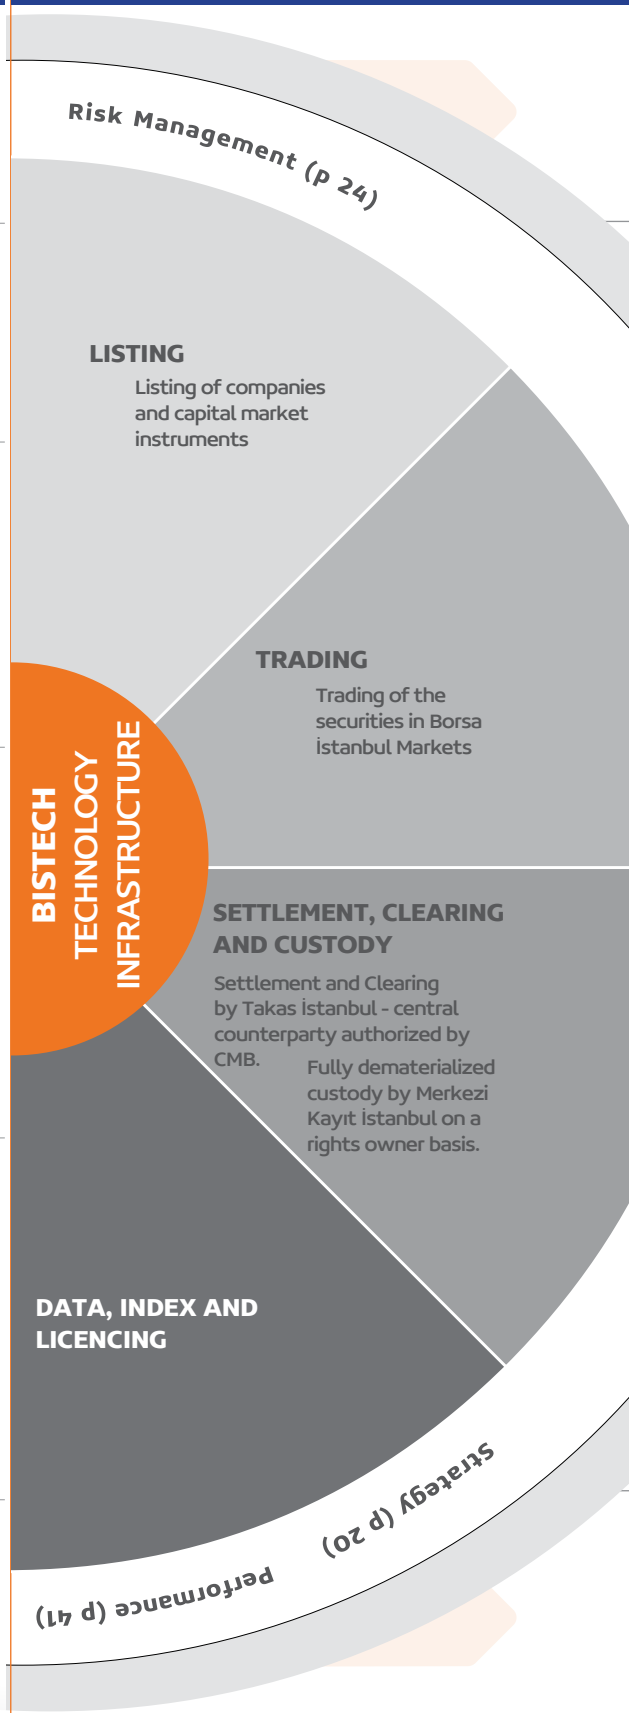 Risk Management (p 24)
LISTING
Listing of companies
and capital market
instruments
TRADING
Trading of the
securities in Borsa
İstanbul Markets
BISTECH
TECHNOLOGY
INFRASTRUCTURE
SETTLEMENT, CLEARING
AND CUSTODY
Settlement and Clearing
by Takas İstanbul - central
counterparty authorized by
CMB.
Fully dematerialized
custody by Merkezi
Kayıt İstanbul on a
rights owner basis.
DATA, INDEX AND
LICENCING
Strategy (p 20)
Performance (p 41)